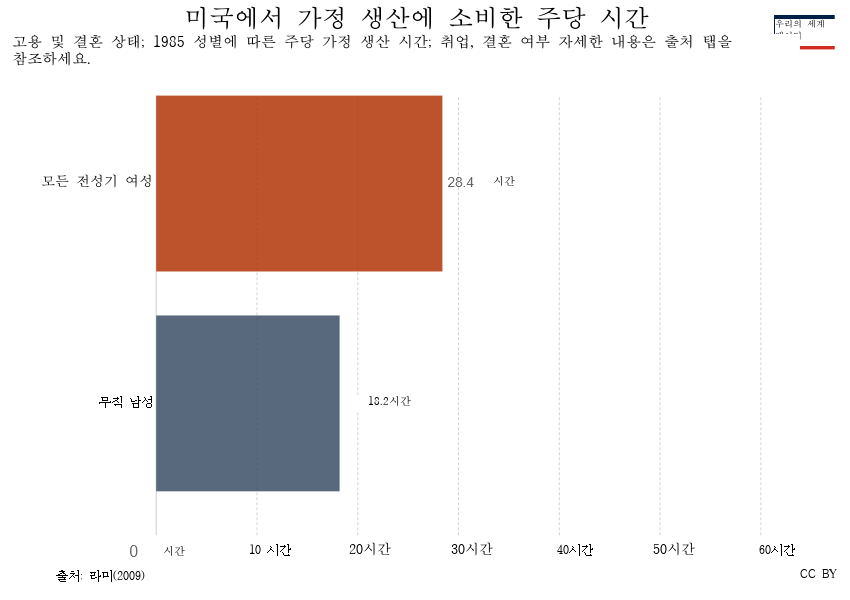 미국에서 가정 생산에 소비한 주당 시간
고용 및 결혼 상태; 1985 성별에 따른 주당 가정 생산 시간; 취업, 결혼 여부 자세한 내용은 출처 탭을
참조하세요.
우리의 세계
모든 전성기 여성
28.4 시간
무직 남성
18.2시간
0 시간 10 시간 20시간 30시간 40시간 50시간 60시간
출처: 라미(2009)
CC BY